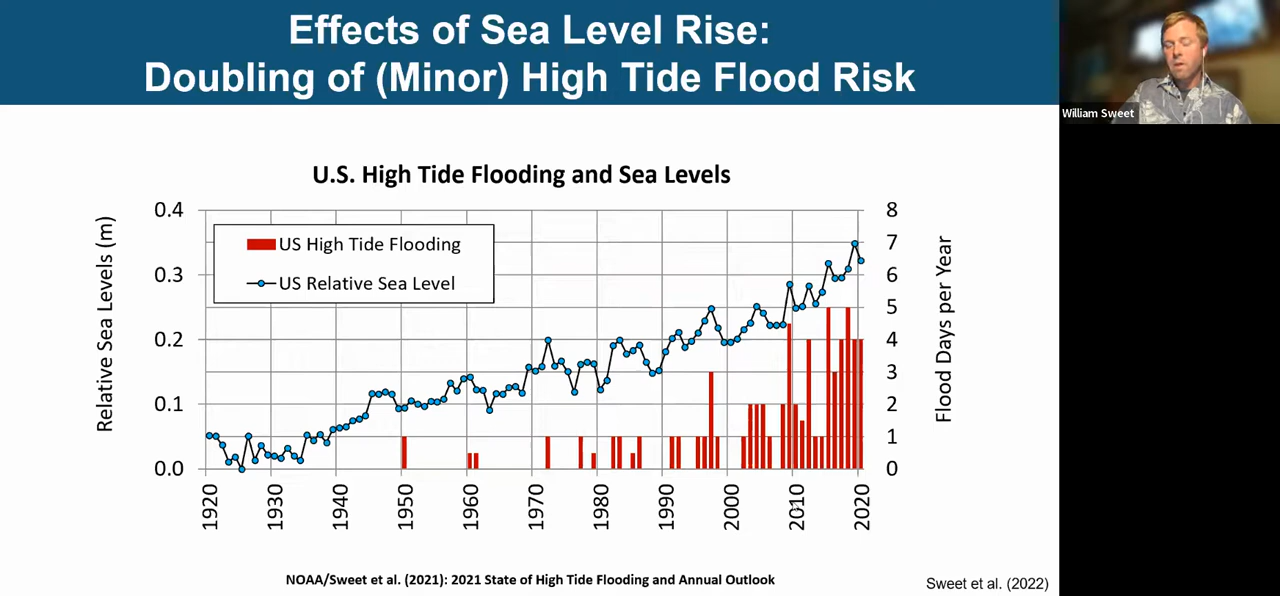 Effects of Sea Level Rise:
Doubling of (Minor) High Tide Flood Risk
William Sweet
U.S. High Tide Flooding and Sea Levels
Relative Sea Levels (m)
0.4
0.3
0.2
0.1
0.0
US High Tide Flooding
US Relative Sea Level
8
7
6
5
4
3
2
1
0
Flood Days per Year
1920
1930
1940
1950
1960
1970
1980
1990
2000
2010
2020
NOAA/Sweet et al. (2021): 2021 State of High Tide Flooding and Annual Outlook
Sweet et al. (2022)